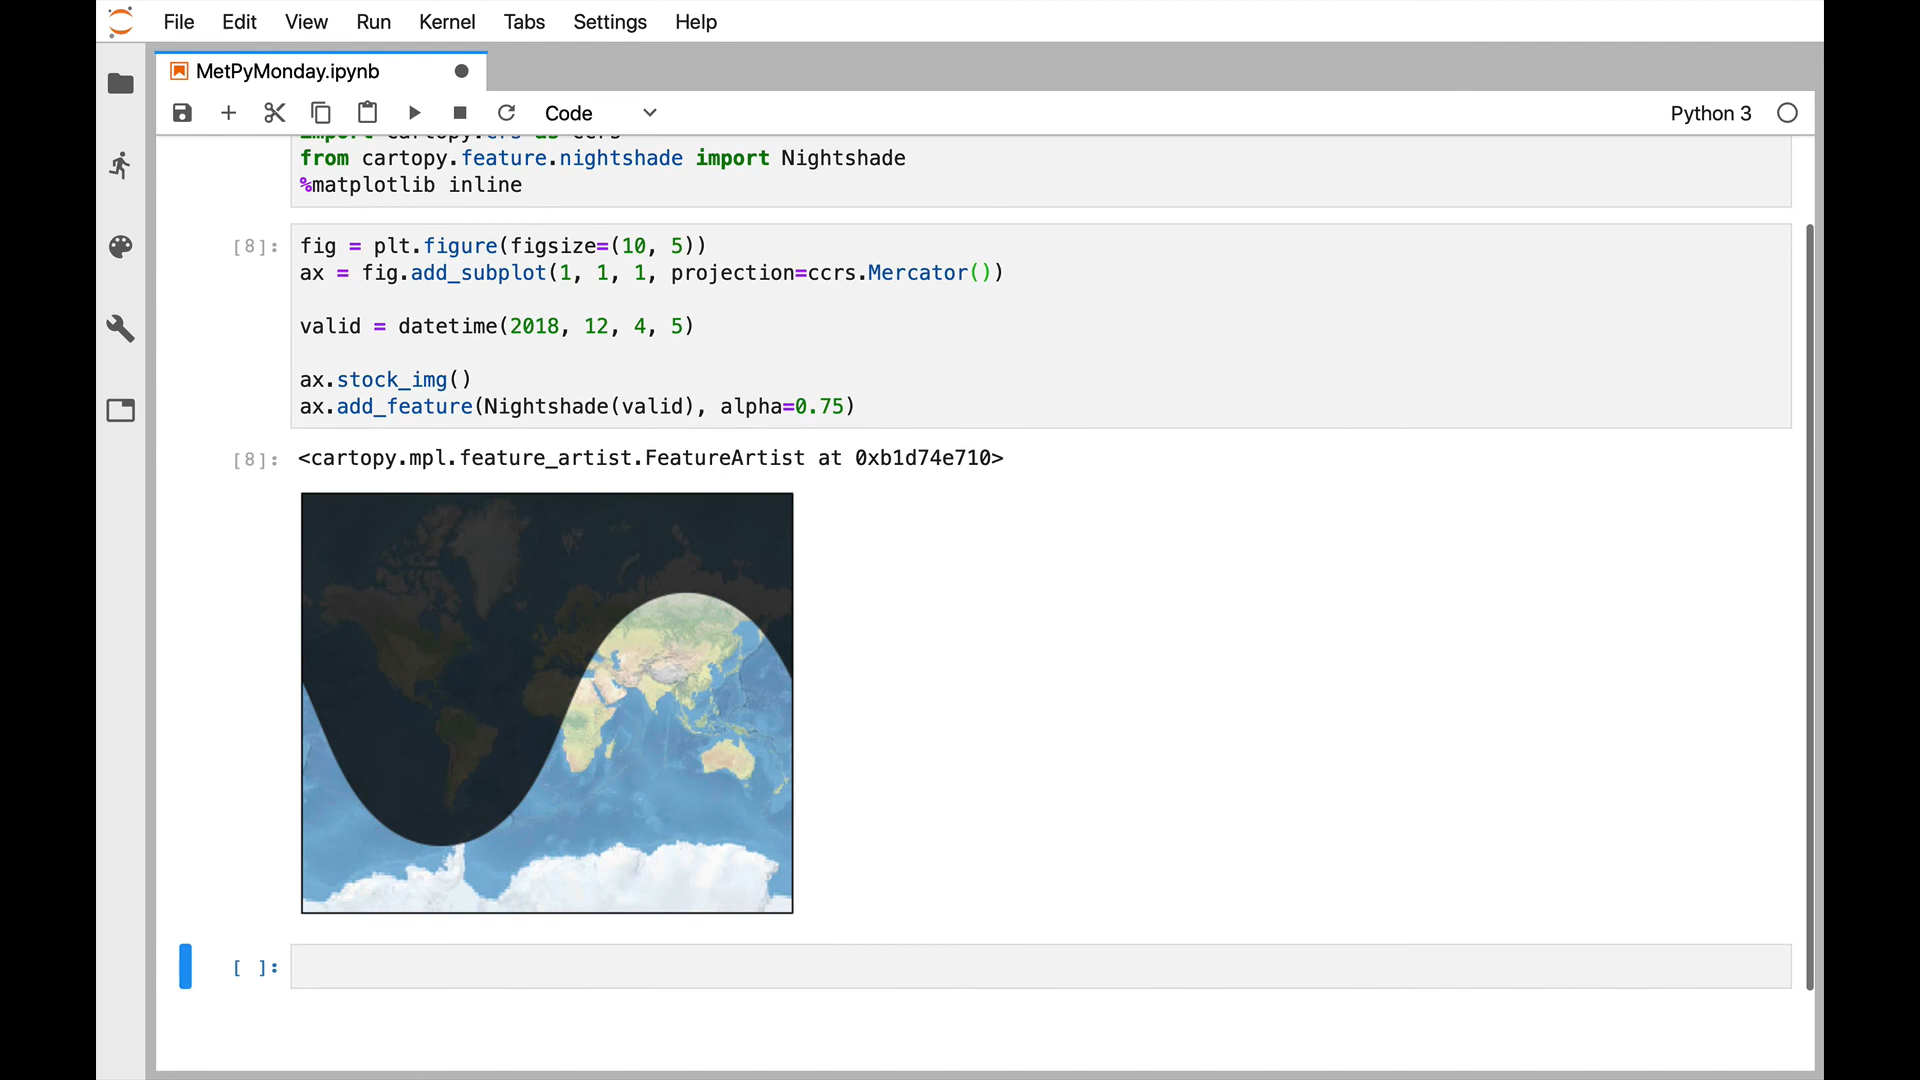 File Edit View Run Kernel Tabs Settings Help
MetPyMonday.ipynb
Code
Python 3
import cartopy.crs as ccrs
from cartopy.feature.nightshade import Nightshade
%matplotlib inline
[8]:
fig = plt.figure(figsize=(10, 5))
ax = fig.add_subplot(1, 1, 1, projection=ccrs.Mercator())
valid = datetime(2018, 12, 4, 5)
ax.stock_img()
ax.add_feature(Nightshade(valid), alpha=0.75)
[8]:
<cartopy.mpl.feature_artist.FeatureArtist at 0xb1d74e710>
[ ]: